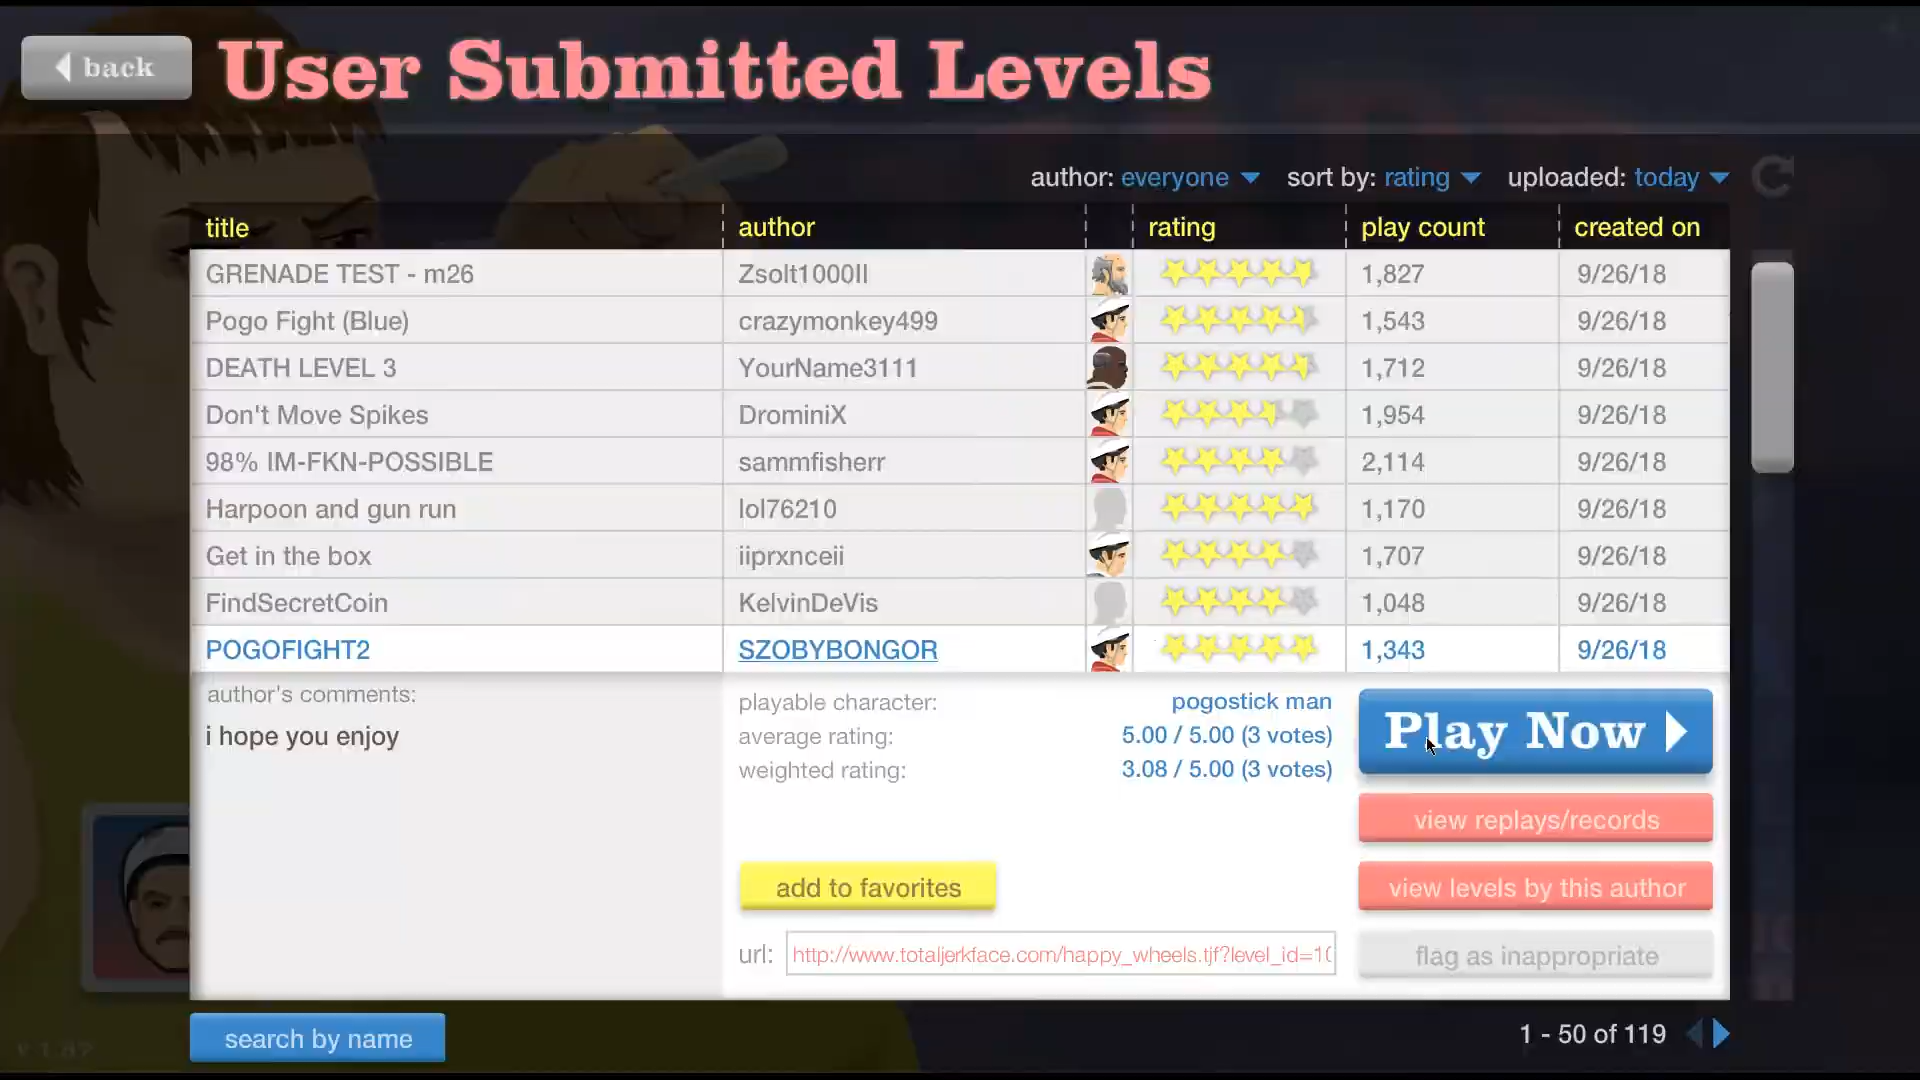 back
User Submitted Levels
author: everyone sort by: rating uploaded: today
title author rating play count created on
GRENADE TEST - m26 Zsolt1000II 1,827 9/26/18
Pogo Fight (Blue) crazymonkey499 1,543 9/26/18
DEATH LEVEL 3 YourName3111 1,712 9/26/18
Don't Move Spikes DrominiX 1,954 9/26/18
98% IM-FKN-POSSIBLE sammfisherr 2,114 9/26/18
Harpoon and gun run lol76210 1,170 9/26/18
Get in the box iiprxnceii 1,707 9/26/18
FindSecretCoin KelvinDeVis 1,048 9/26/18
POGOFIGHT2 SZOBYBONGOR 1,343 9/26/18
author's comments:
i hope you enjoy
playable character: pogostick man
average rating: 5.00 / 5.00 (3 votes)
weighted rating: 3.08 / 5.00 (3 votes)
Play Now
view replays/records
add to favorites
view levels by this author
url: http://www.totaljerkface.com/happy_wheels.tjf?level_id=10
flag as inappropriate
search by name
1 - 50 of 119